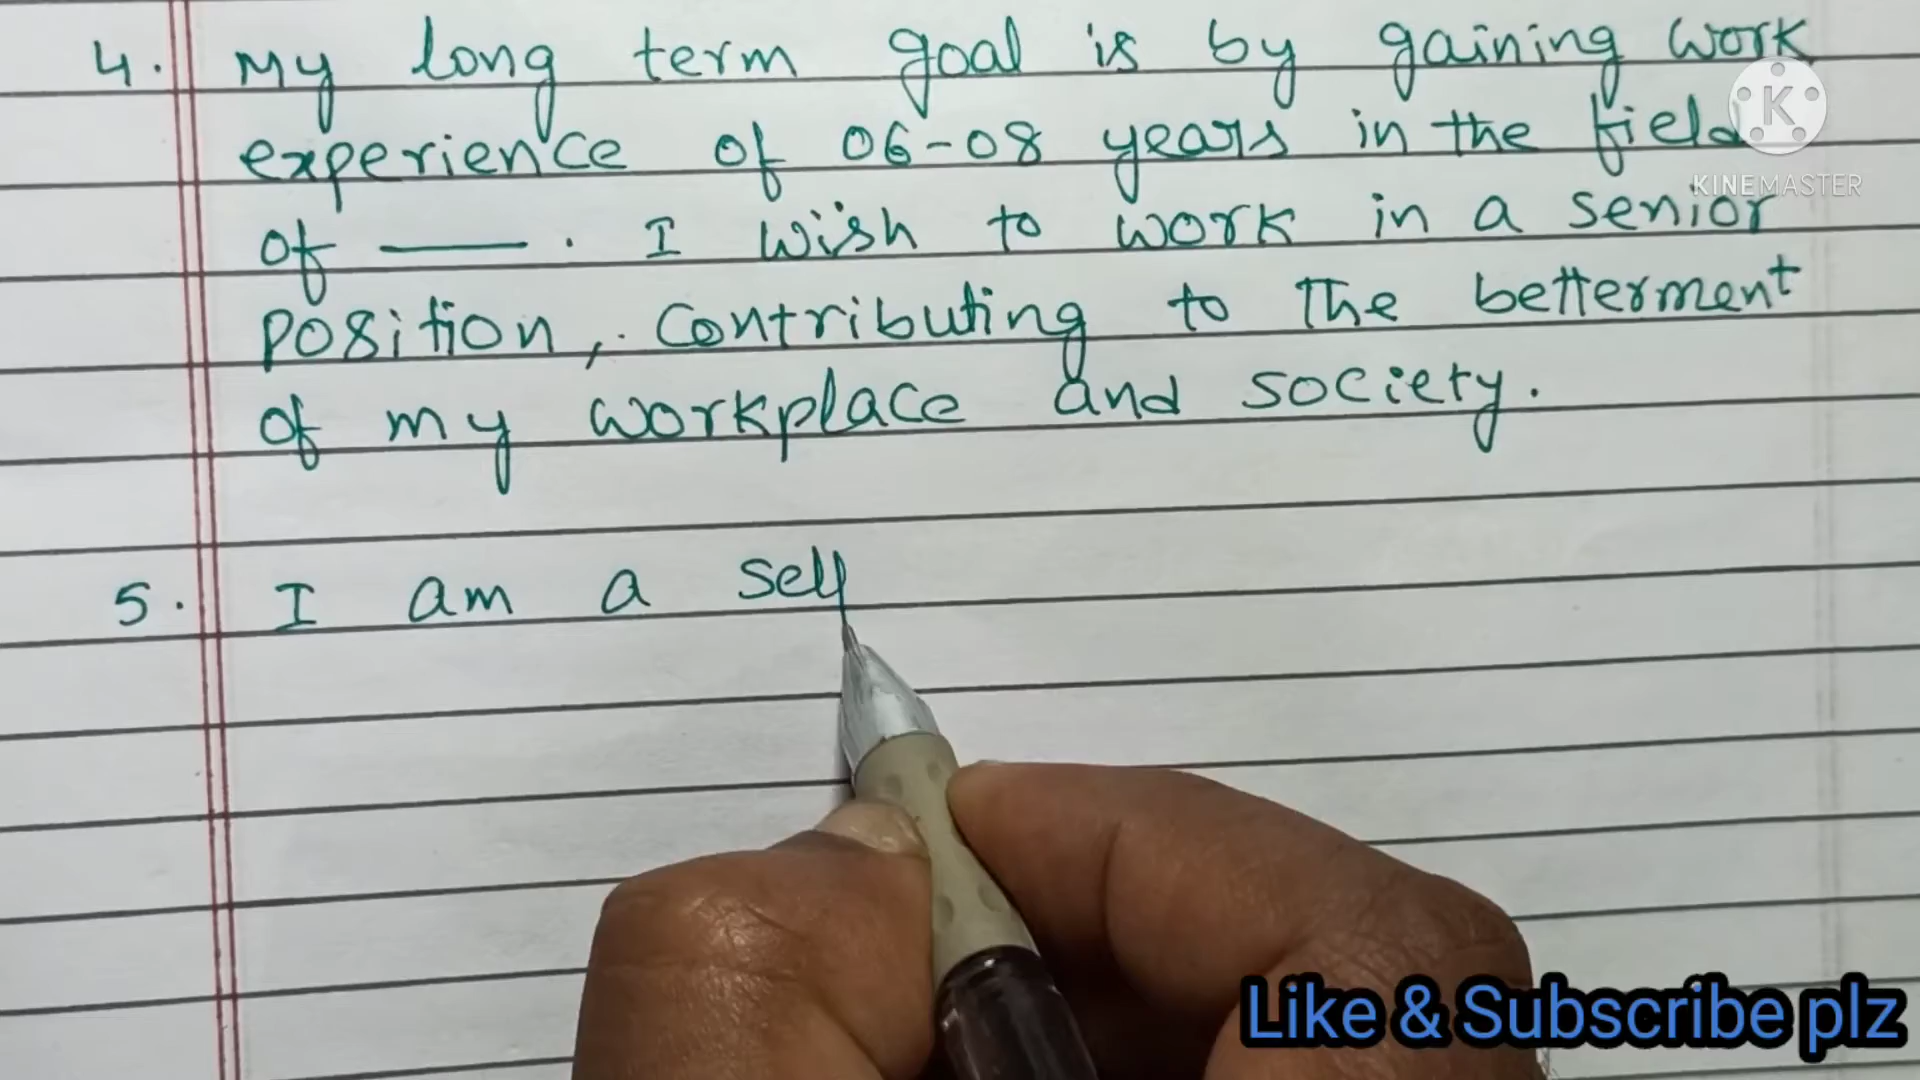 4. My long term goal is by gaining work
experience of 06-08 years in the field
of ——. I wish to work in a senior
position, contributing to the betterment
of my workplace and society.
5. I am a self
K
KINEMASTER
Like & Subscribe plz